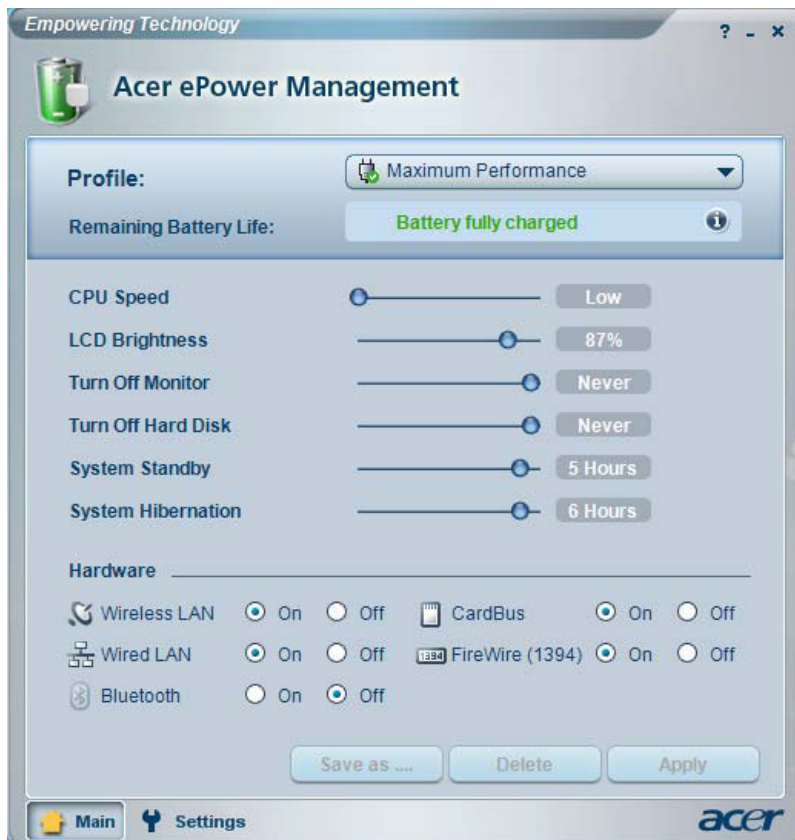 Empowering Technology
? - ×
Acer ePower Management
Profile: Maximum Performance
Remaining Battery Life: Battery fully charged i
CPU Speed Low
LCD Brightness 87%
Turn Off Monitor Never
Turn Off Hard Disk Never
System Standby 5 Hours
System Hibernation 6 Hours
Hardware
Wireless LAN On Off CardBus On Off
Wired LAN On Off 1394 FireWire (1394) On Off
Bluetooth On Off
Save as .... Delete Apply
Main Settings acer